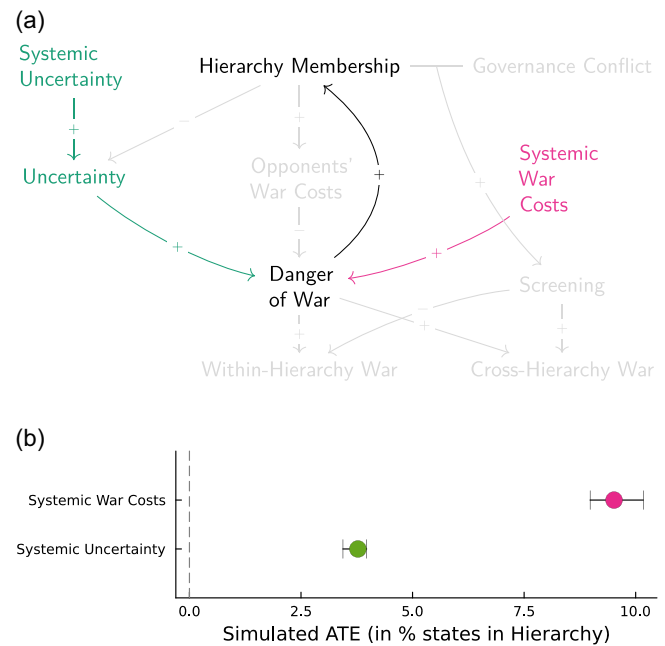 (a)
Systemic
Uncertainty
Hierarchy Membership
Governance Conflict
+
−
+
Opponents'
War Costs
Systemic
War
Costs
Uncertainty
+
+
−
+
+
Danger
of War
Screening
−
+
+
+
Within-Hierarchy War
Cross-Hierarchy War
(b)
Systemic War Costs
Systemic Uncertainty
0.0
2.5
5.0
7.5
10.0
Simulated ATE (in % states in Hierarchy)